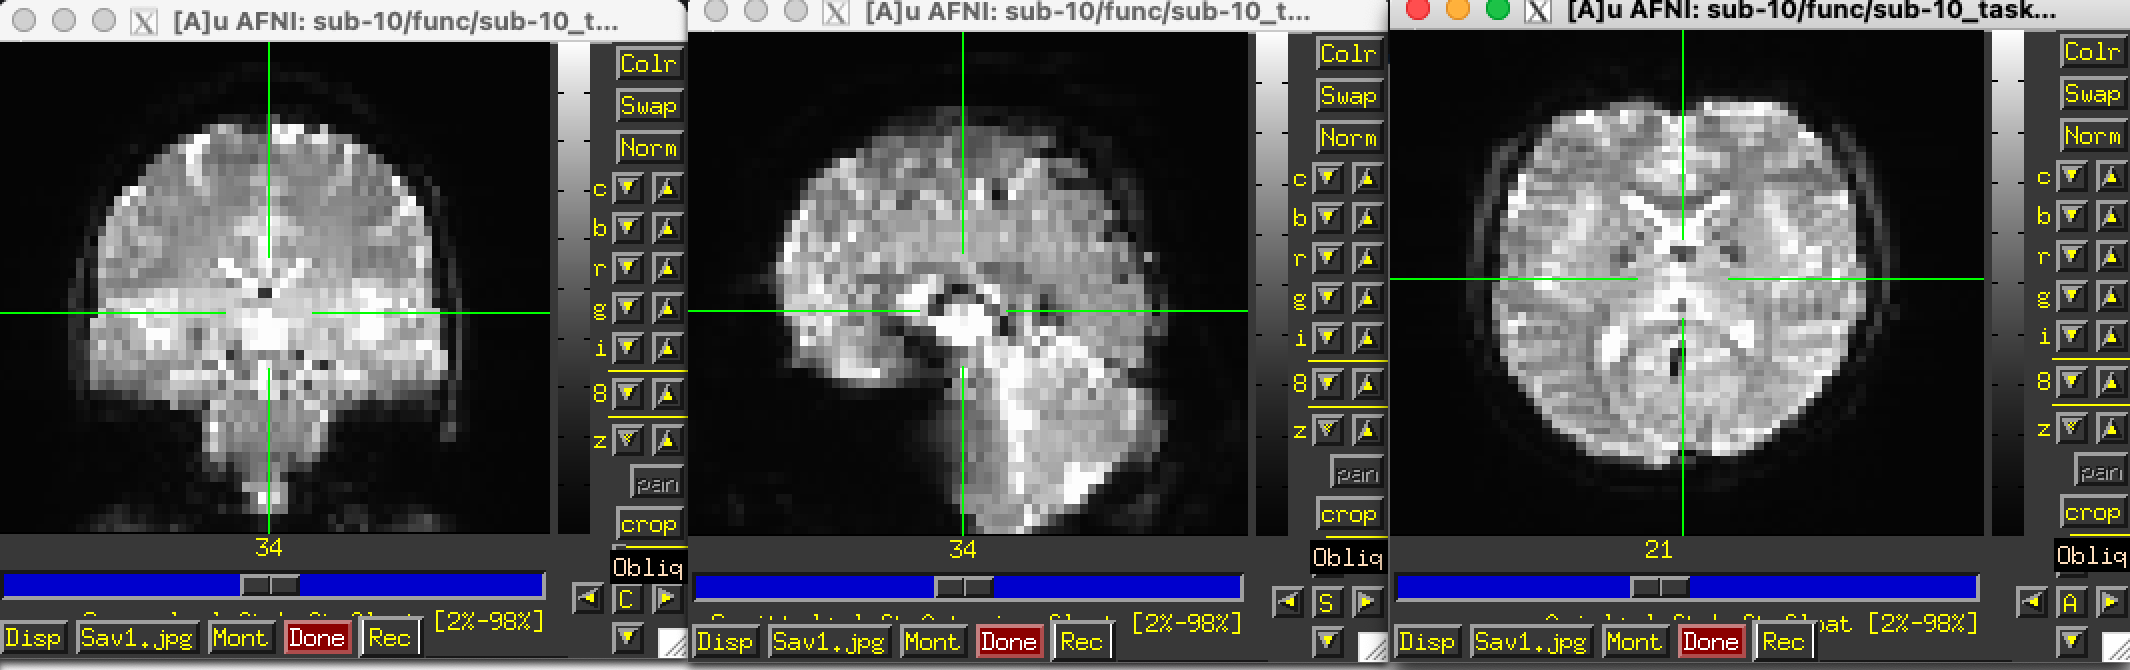 [A]u AFNI: sub-10/func/sub-10_t...
Colr
Swap
Norm
c
b
r
g
i
8
z
pan
crop
34
Obliq
C
[2%-98%]
Disp
Sav1.jpg
Mont
Done
Rec
[A]u AFNI: sub-10/func/sub-10_t...
Colr
Swap
Norm
c
b
r
g
i
8
z
pan
crop
34
Obliq
S
[2%-98%]
Disp
Sav1.jpg
Mont
Done
Rec
[A]u AFNI: sub-10/func/sub-10_task...
Colr
Swap
Norm
c
b
r
g
i
8
z
pan
crop
21
Obliq
A
[2%-98%]
Disp
Sav1.jpg
Mont
Done
Rec